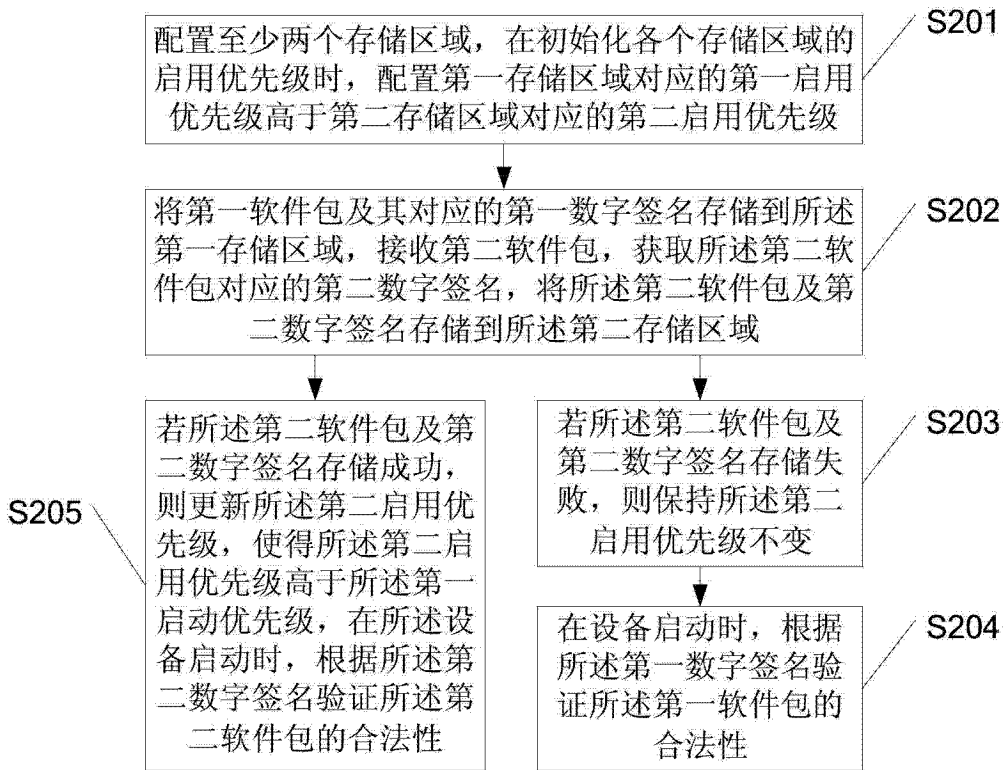 配置至少两个存储区域，在初始化各个存储区域的
启用优先级时，配置第一存储区域对应的第一启用
优先级高于第二存储区域对应的第二启用优先级
S201
将第一软件包及其对应的第一数字签名存储到所述
第一存储区域，接收第二软件包，获取所述第二软
件包对应的第二数字签名，将所述第二软件包及第
二数字签名存储到所述第二存储区域
S202
若所述第二软件包及第
二数字签名存储成功，
则更新所述第二启用优
先级，使得所述第二启
用优先级高于所述第一
启动优先级，在所述设
备启动时，根据所述第
二数字签名验证所述第
二软件包的合法性
S205
若所述第二软件包及
第二数字签名存储失
败，则保持所述第二
启用优先级不变
S203
在设备启动时，根据
所述第一数字签名验
证所述第一软件包的
合法性
S204